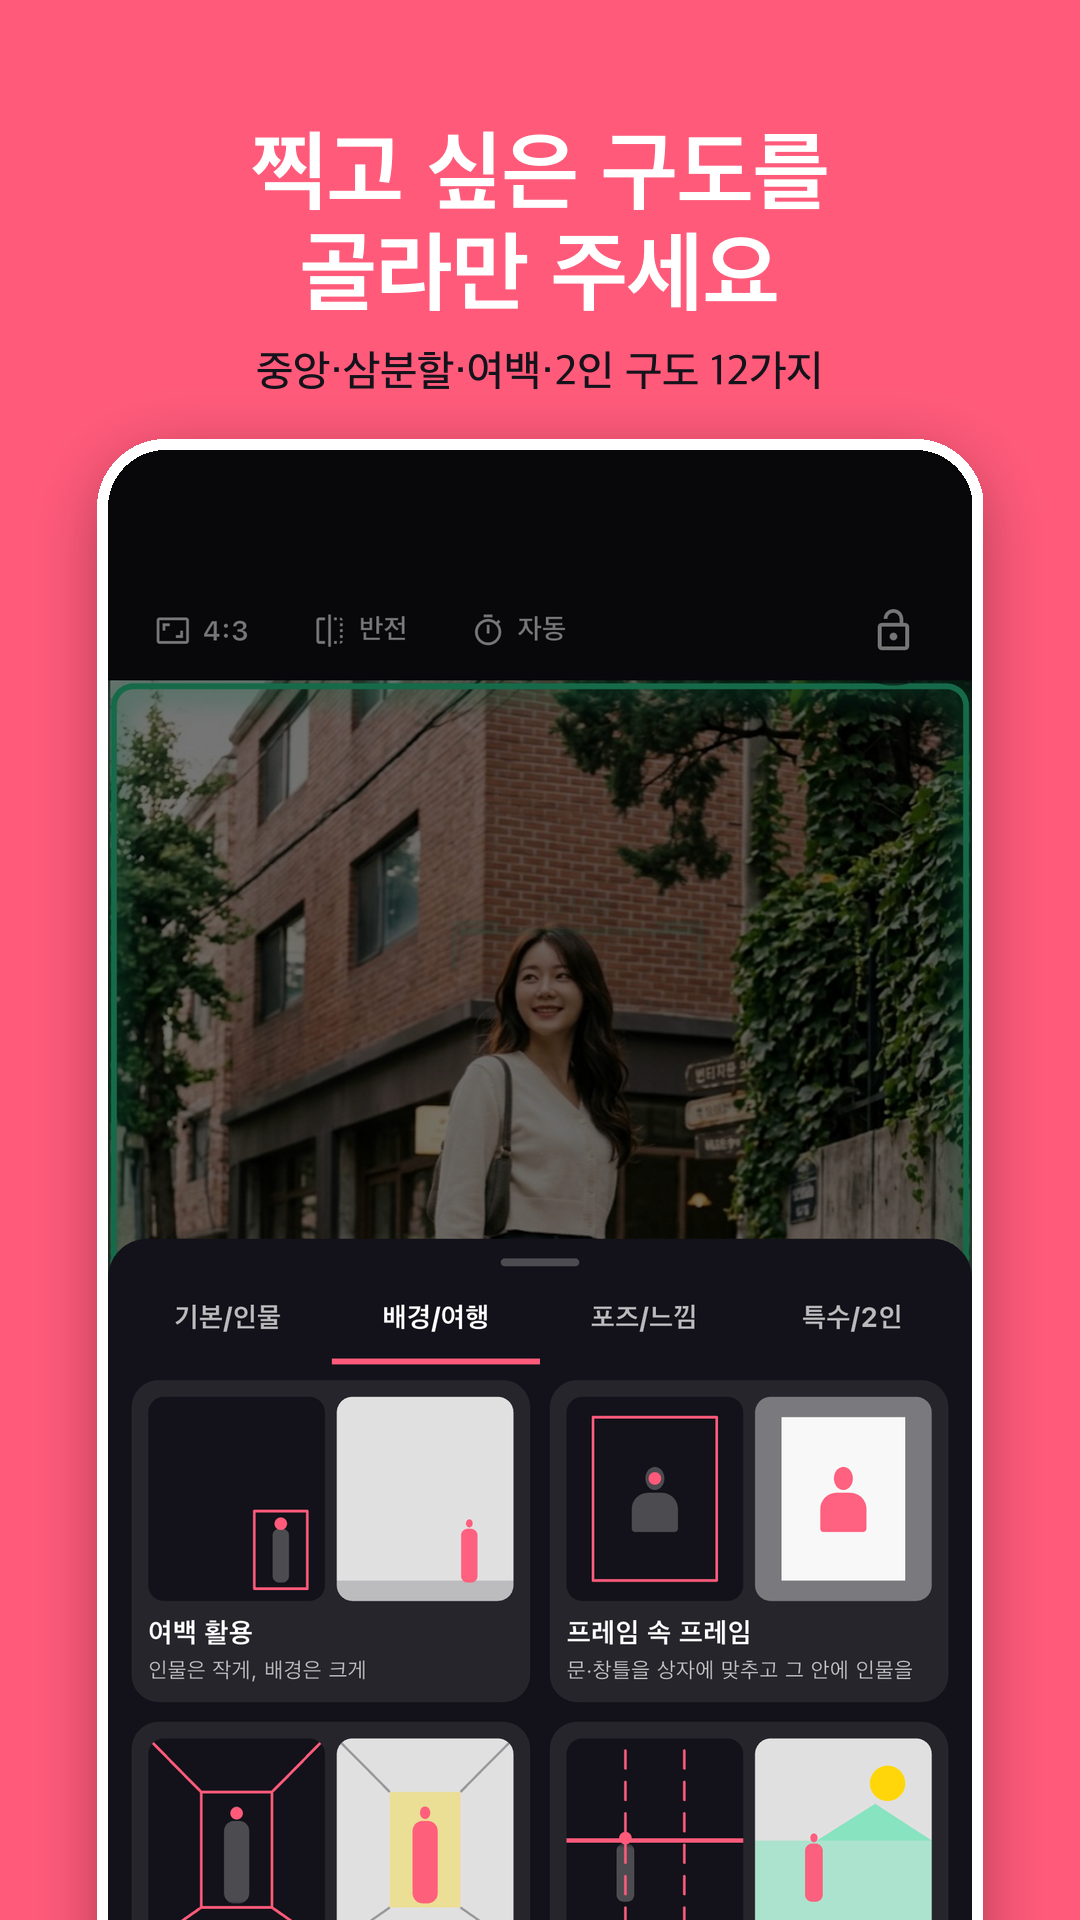 찍고 싶은 구도를
골라만 주세요
중앙·삼분할·여백·2인 구도 12가지
4:3 반전 자동
기본/인물 배경/여행 포즈/느낌 특수/2인
여백 활용
인물은 작게, 배경은 크게
프레임 속 프레임
문·창틀을 상자에 맞추고 그 안에 인물을